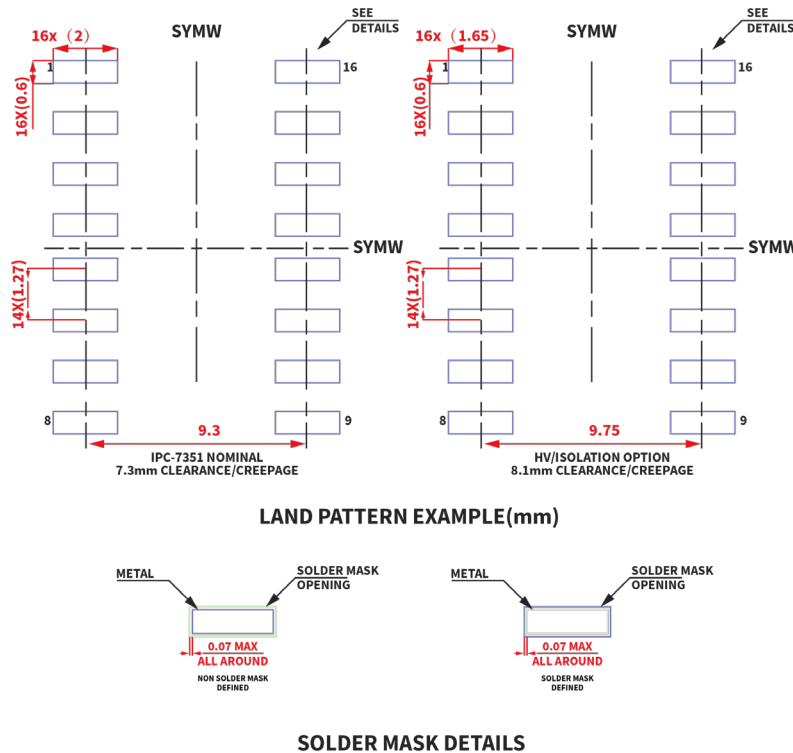 16x（2）
SYMW
SEE
DETAILS
1
16
16X(0.6)
SYMW
14X(1.27)
8
9
9.3
IPC-7351 NOMINAL
7.3mm CLEARANCE/CREEPAGE
16x（1.65）
SYMW
SEE
DETAILS
1
16
16X(0.6)
SYMW
14X(1.27)
8
9
9.75
HV/ISOLATION OPTION
8.1mm CLEARANCE/CREEPAGE
LAND PATTERN EXAMPLE(mm)
METAL
SOLDER MASK
OPENING
0.07 MAX
ALL AROUND
NON SOLDER MASK
DEFINED
METAL
SOLDER MASK
OPENING
0.07 MAX
ALL AROUND
SOLDER MASK
DEFINED
SOLDER MASK DETAILS